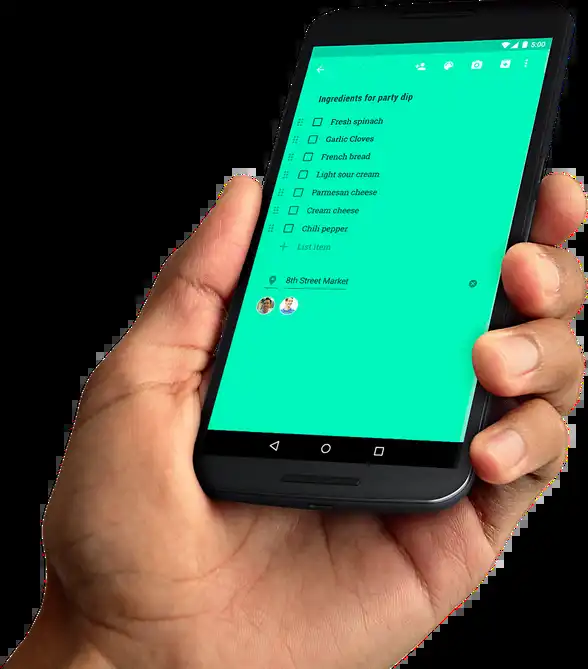 5:00
Ingredients for party dip
Fresh spinach
Garlic Cloves
French bread
Light sour cream
Parmesan cheese
Cream cheese
Chili pepper
List item
8th Street Market